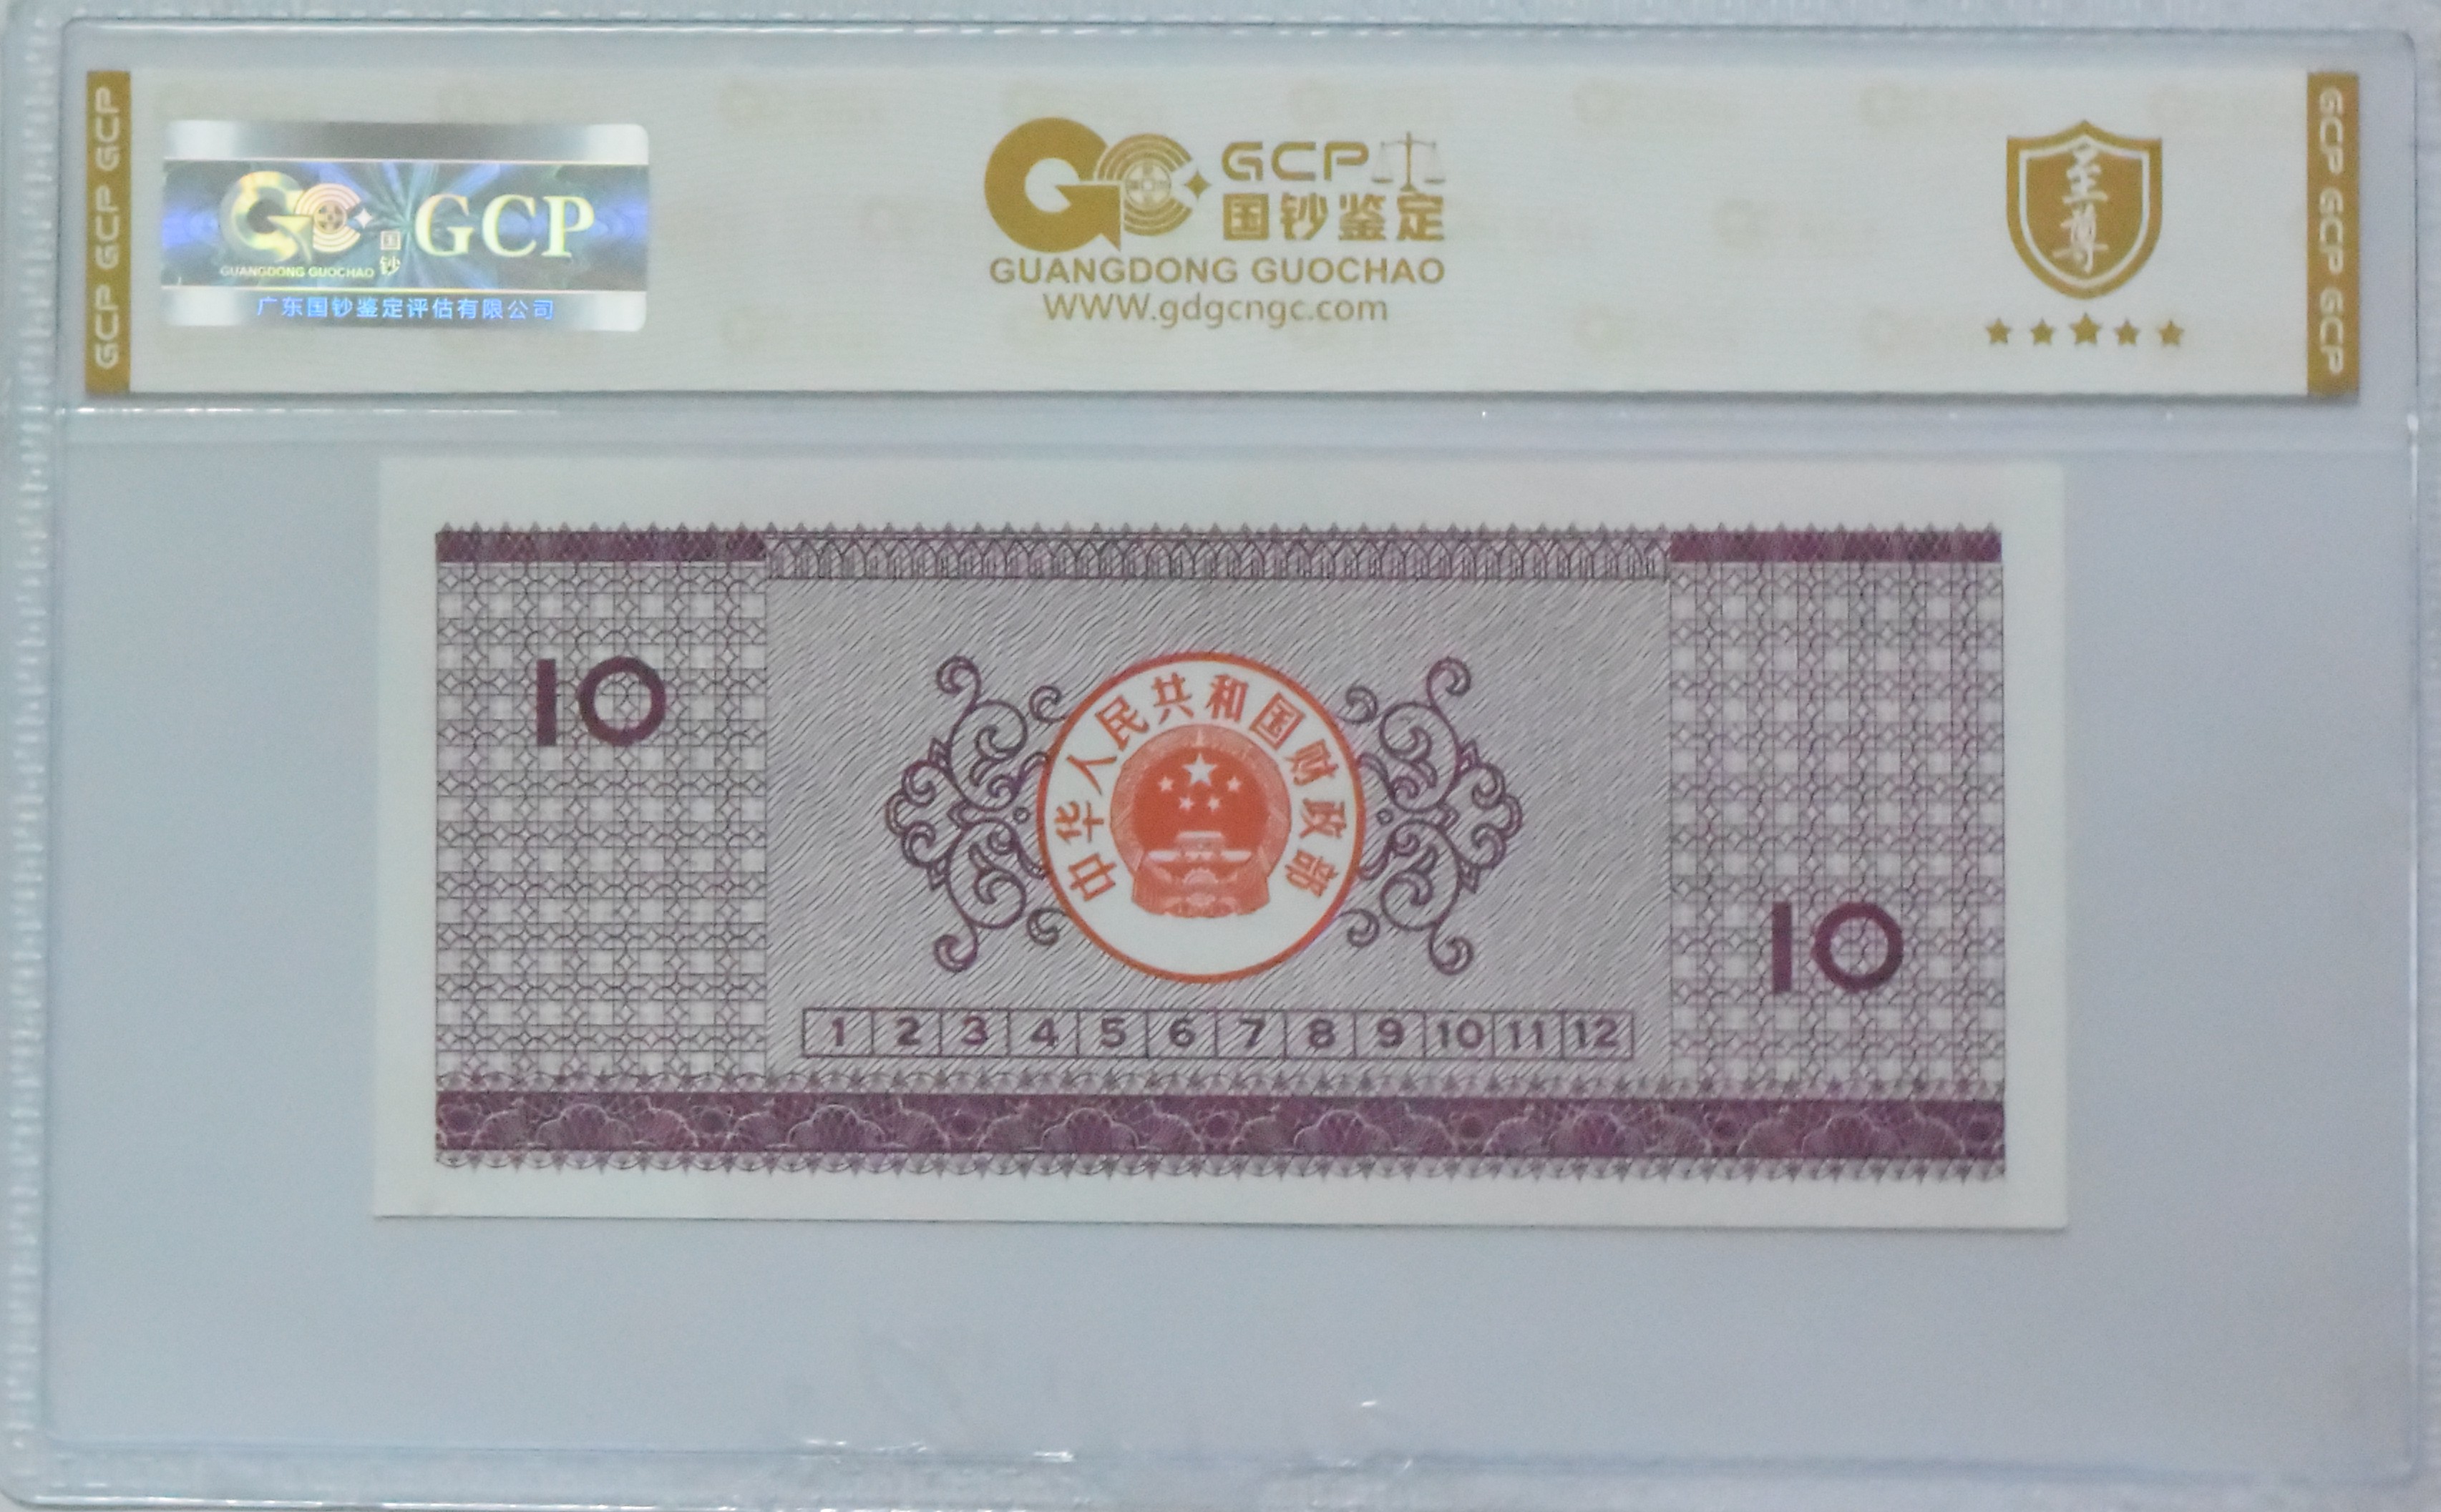 GCP GCP GCP
GC 国钞 GCP
GUANGDONG GUOCHAO
广东国钞鉴定评估有限公司
GCP
国钞鉴定
GUANGDONG GUOCHAO
WWW.gdgcngc.com
至尊
GCP GCP GCP
10
中华人民共和国财政部
10
1 2 3 4 5 6 7 8 9 10 11 12